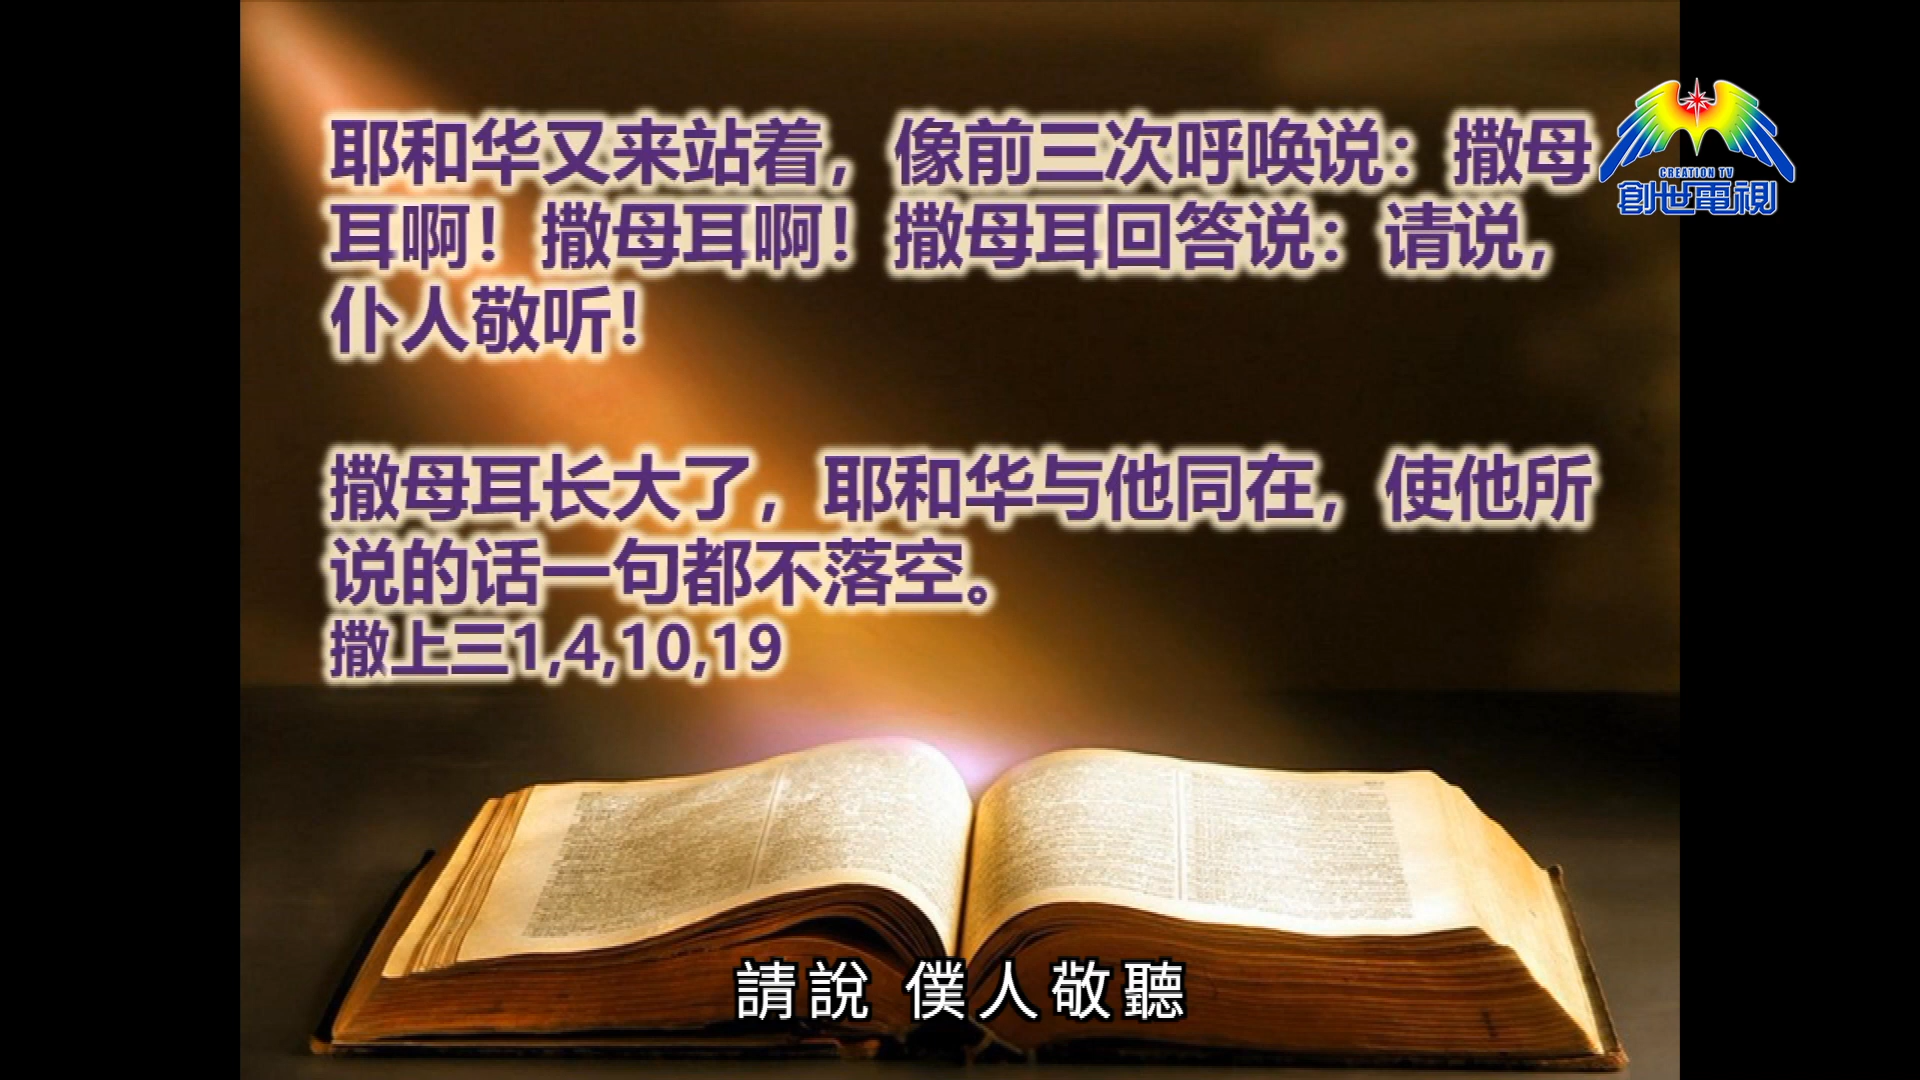 耶和华又来站着，像前三次呼唤说：撒母
耳啊！撒母耳啊！撒母耳回答说：请说，
仆人敬听！
撒母耳长大了，耶和华与他同在，使他所
说的话一句都不落空。
撒上三1,4,10,19
CREATION TV
創世電視
請說 僕人敬聽